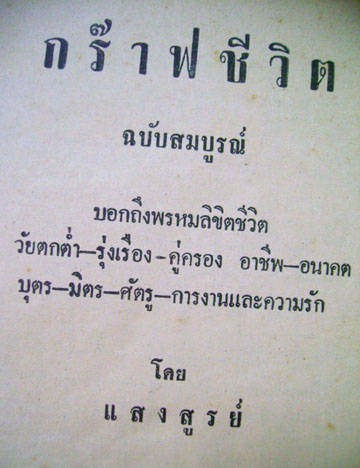 กร๊าฟชีวิต
ฉบับสมบูรณ์
บอกถึงพรหมลิขิตชีวิต
วัยตกต่ำ—รุ่งเรือง-คู่ครอง อาชีพ—อนาคต
บุตร—มิตร—ศัตรู—การงานและความรัก
โดย
แสงสูรย์